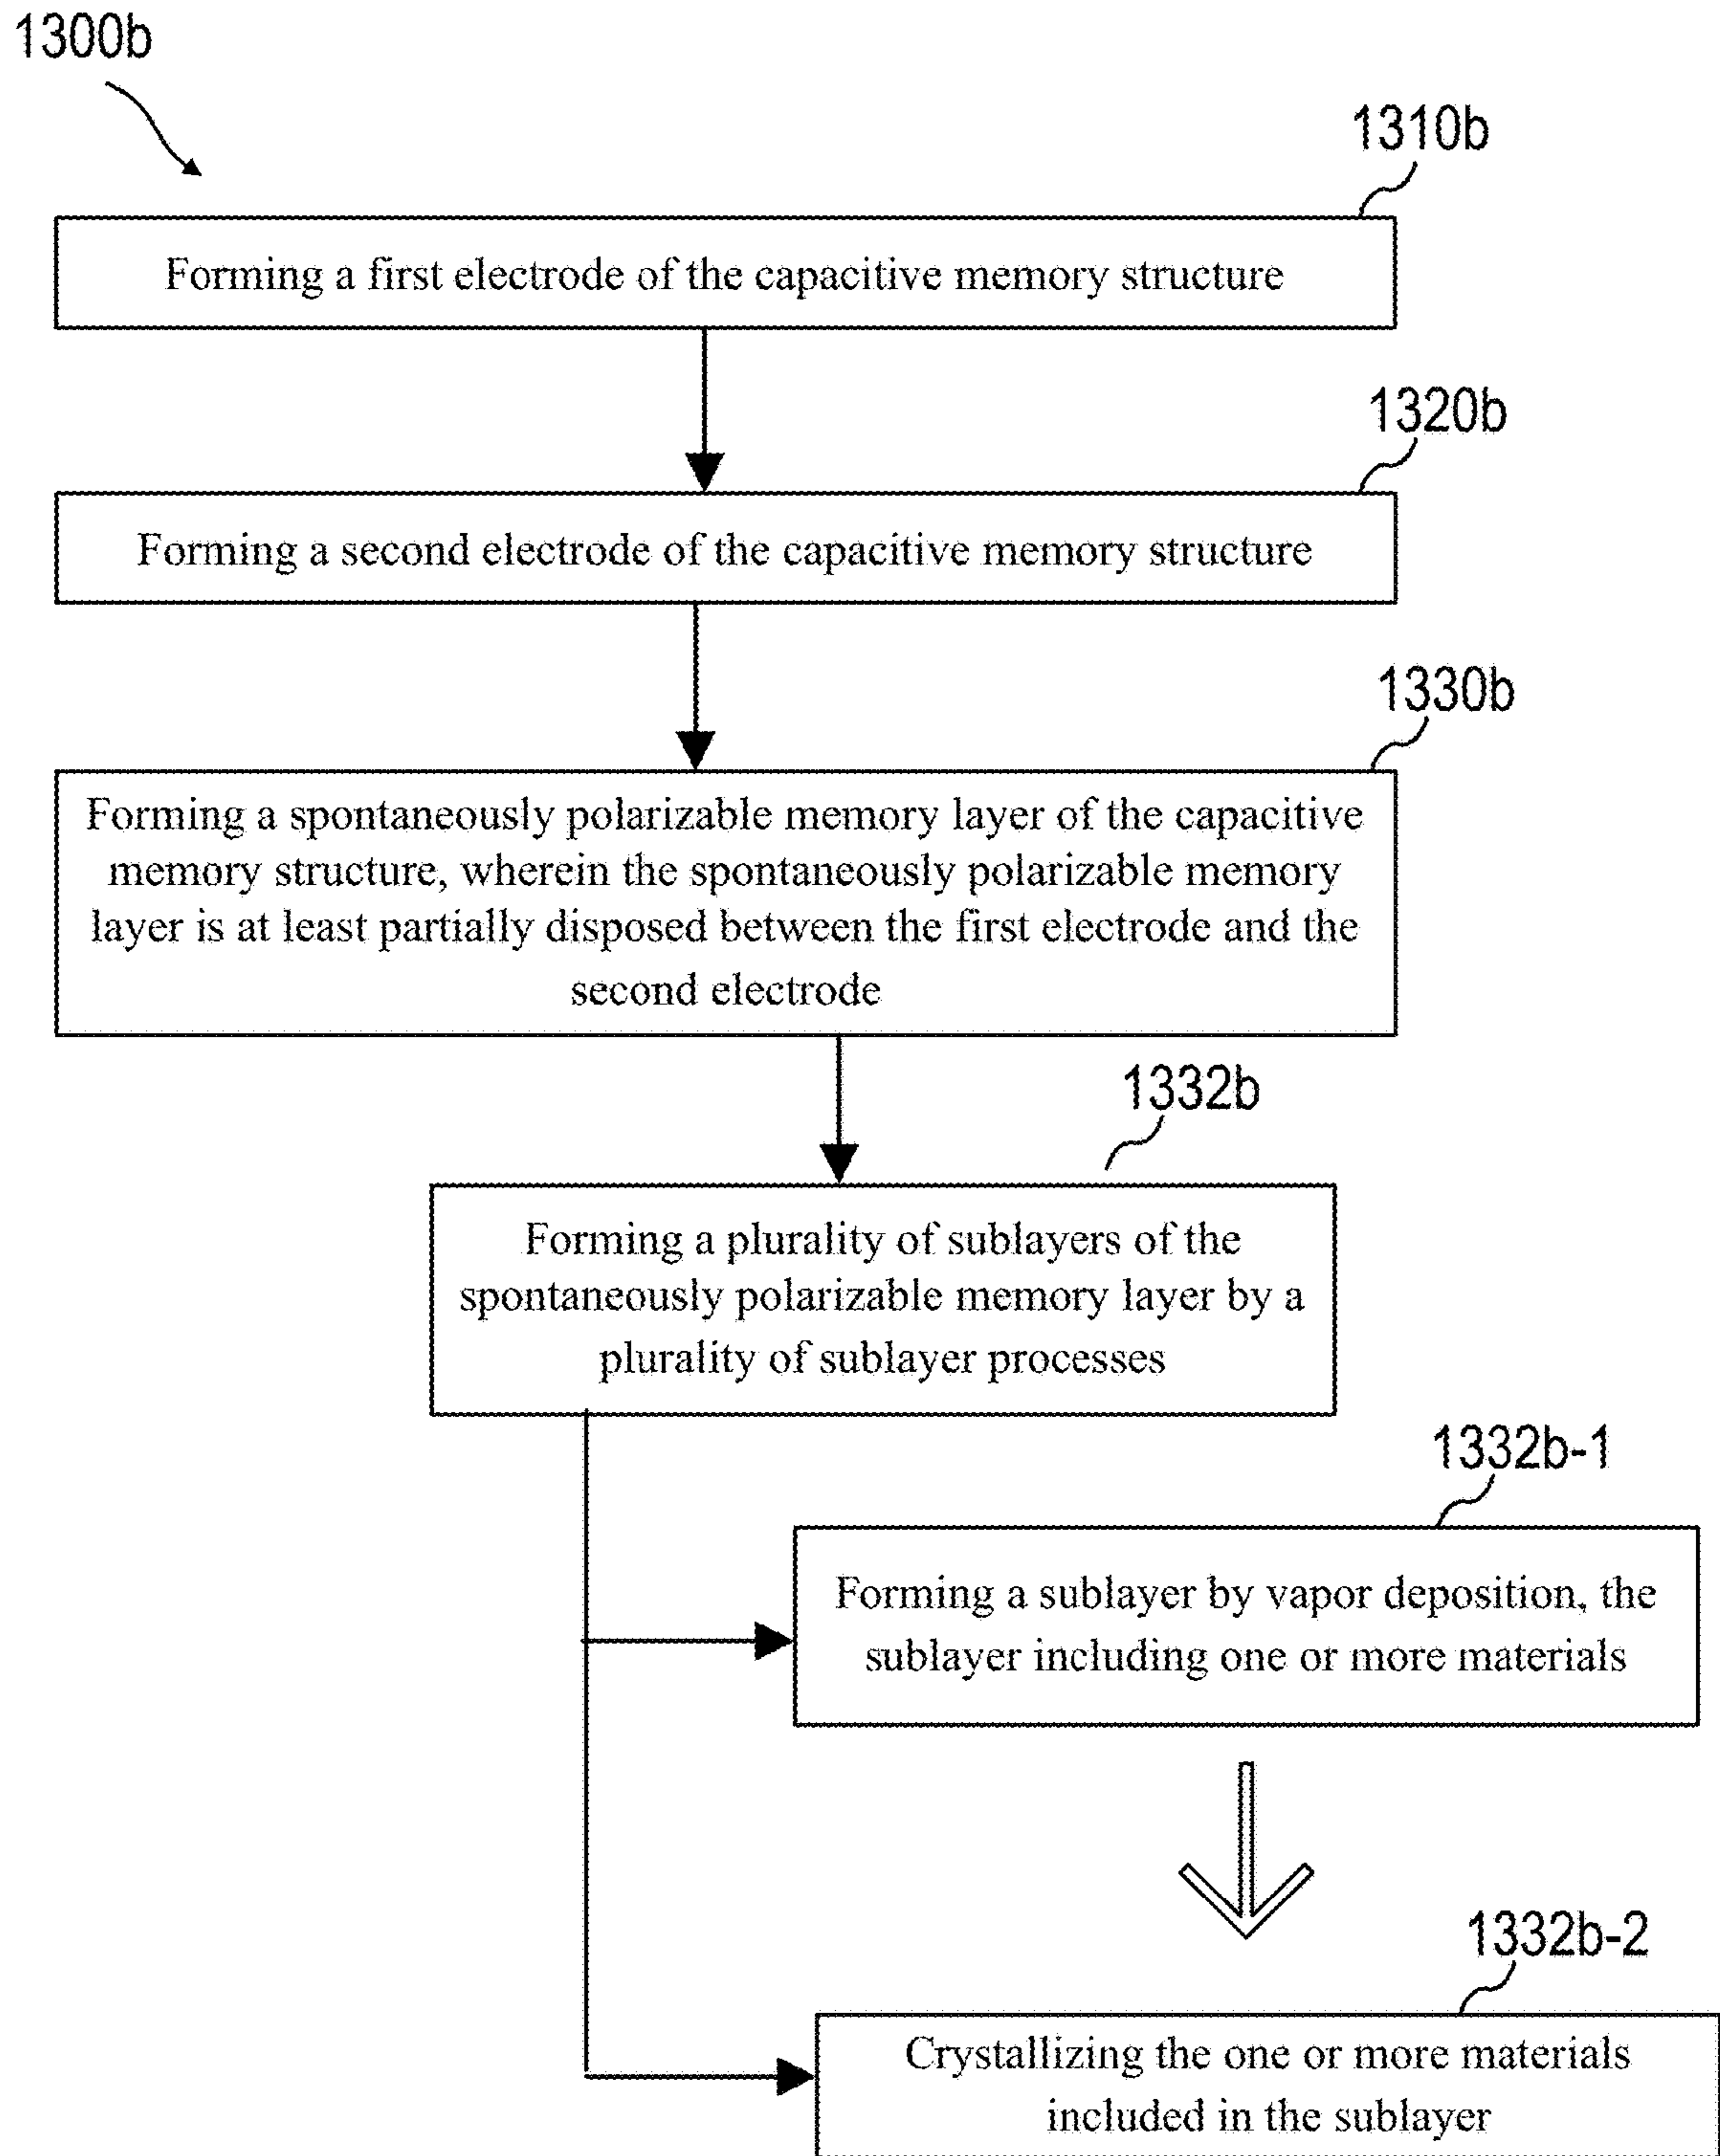 1300b
1310b
Forming a first electrode of the capacitive memory structure
1320b
Forming a second electrode of the capacitive memory structure
1330b
Forming a spontaneously polarizable memory layer of the capacitive
memory structure, wherein the spontaneously polarizable memory
layer is at least partially disposed between the first electrode and the
second electrode
1332b
Forming a plurality of sublayers of the
spontaneously polarizable memory layer by a
plurality of sublayer processes
1332b-1
Forming a sublayer by vapor deposition, the
sublayer including one or more materials
1332b-2
Crystallizing the one or more materials
included in the sublayer